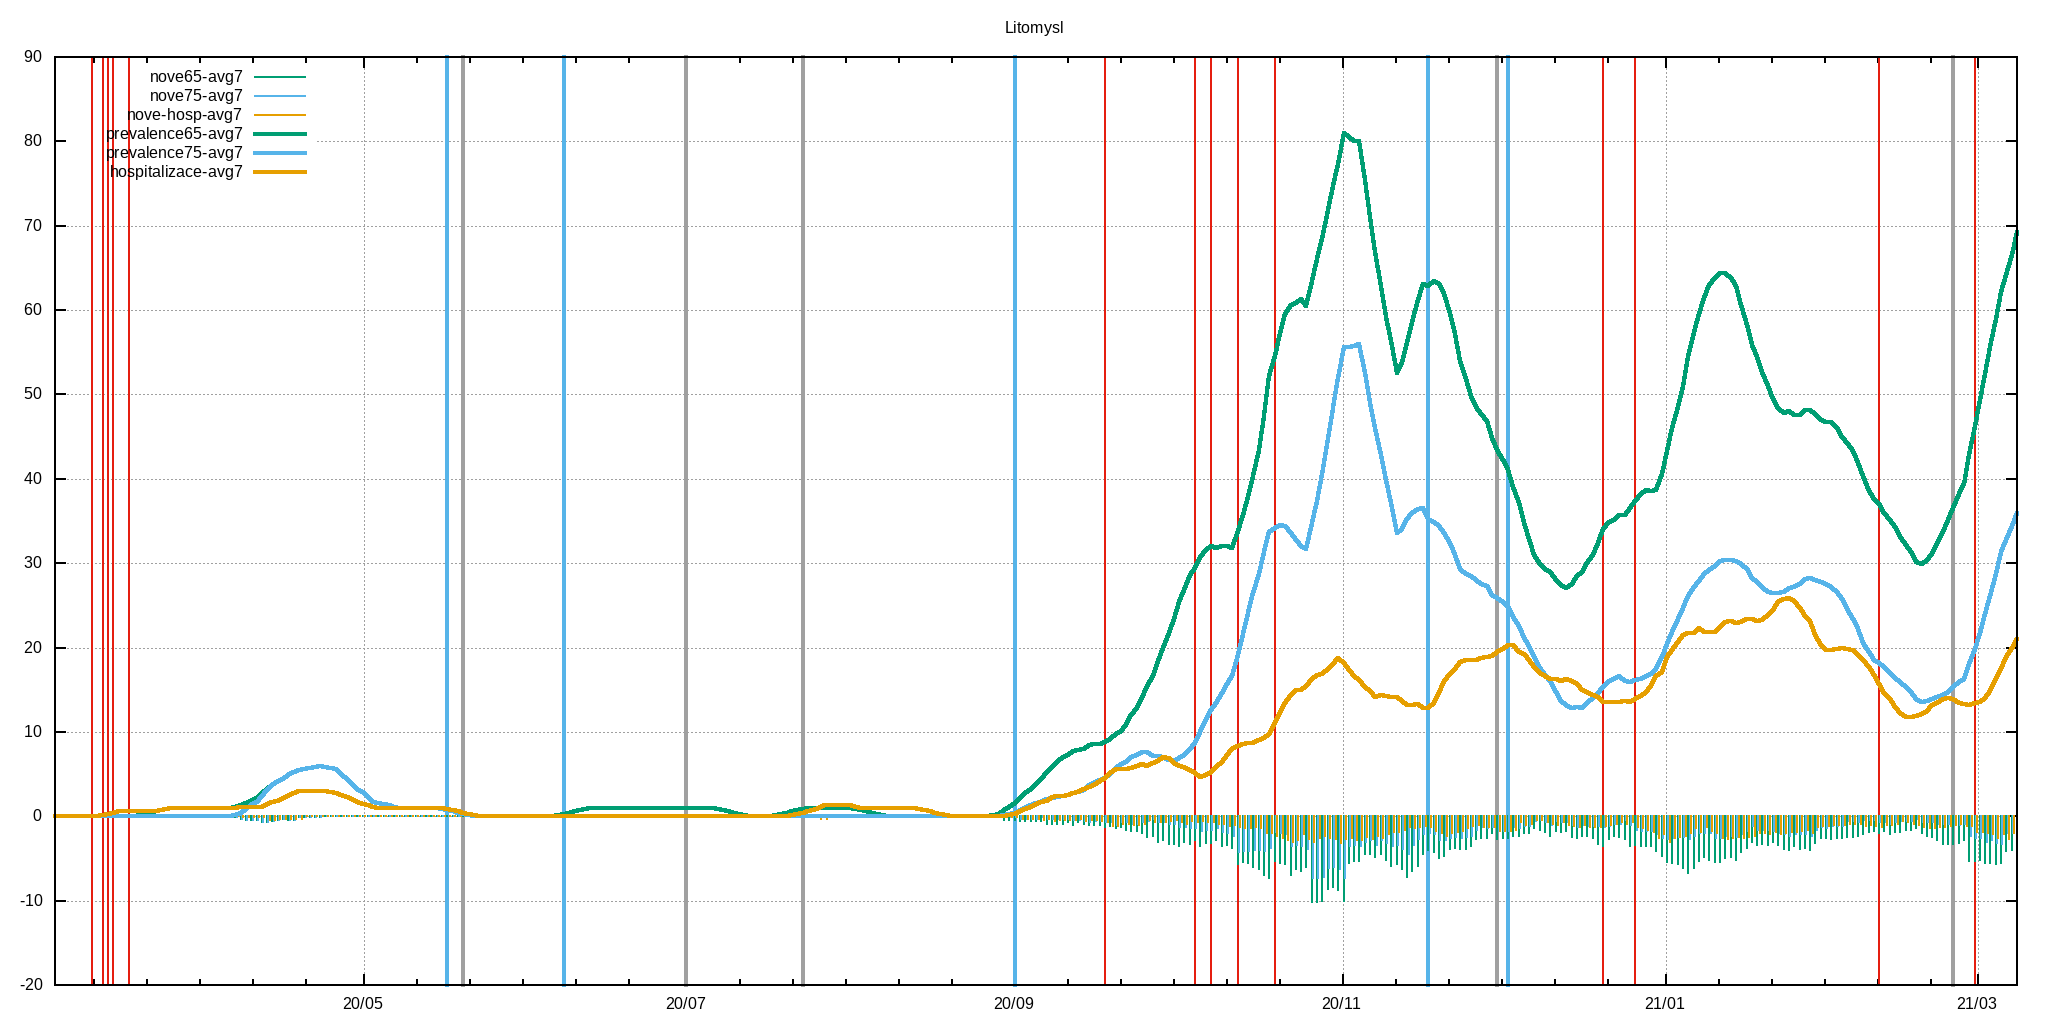 Litomysl
90
80
70
60
50
40
30
20
10
0
-10
-20
nove65-avg7
nove75-avg7
nove-hosp-avg7
prevalence65-avg7
prevalence75-avg7
hospitalizace-avg7
20/05 20/07 20/09 20/11 21/01 21/03